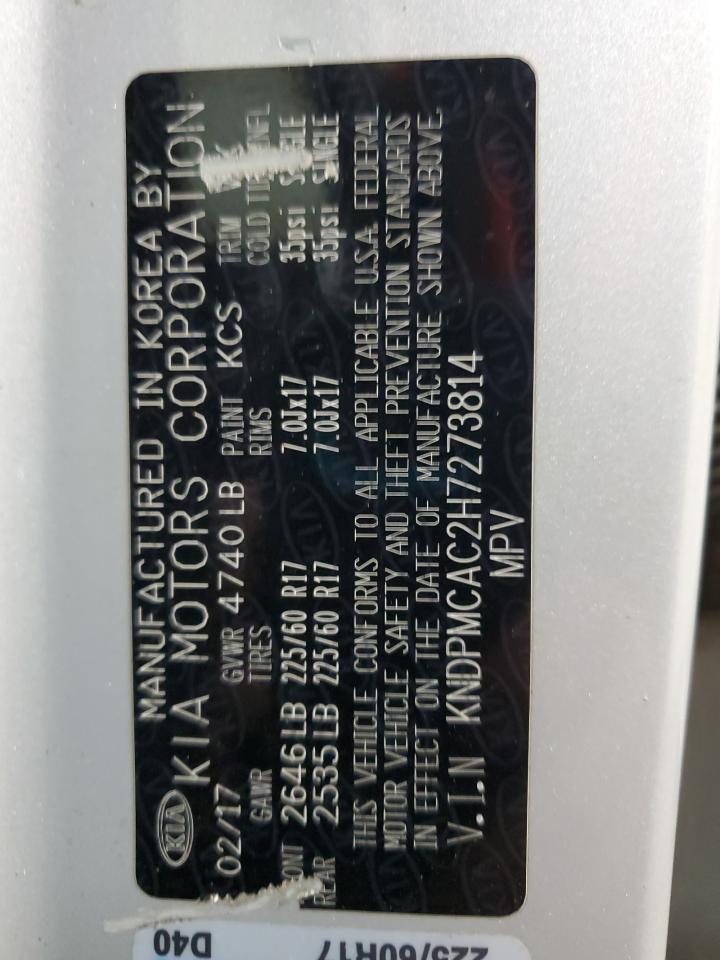 MANUFACTURED IN KOREA BY
KIA KIA MOTORS CORPORATION
02/17 GVWR 4740 LB PAINT KCS TRIM
GAWR TIRES RIMS COLD
2646 LB 225/60 R17 7.0Jx17 35psi SINGLE
REAR 2535 LB 225/60 R17 7.0Jx17 35psi SINGLE
THIS VEHICLE CONFORMS TO ALL APPLICABLE U.S.A. FEDERAL
MOTOR VEHICLE SAFETY AND THEFT PREVENTION STANDARDS
IN EFFECT ON THE DATE OF MANUFACTURE SHOWN ABOVE.
V.I.N KNDPMCAC2H7273814
MPV
225/60R17
D40